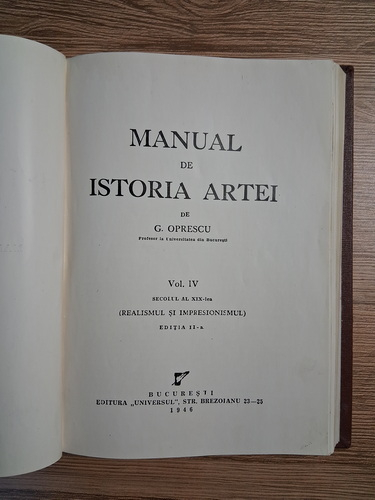 MANUAL
DE
ISTORIA ARTEI
DE
G. OPRESCU
Profesor la Universitatea din București
Vol. IV
SECOLUL AL XIX-lea
(REALISMUL ȘI IMPRESIONISMUL)
EDIȚIA II-a
BUCUREȘTI
EDITURA „UNIVERSUL", STR. BREZOIANU 23—25
1946